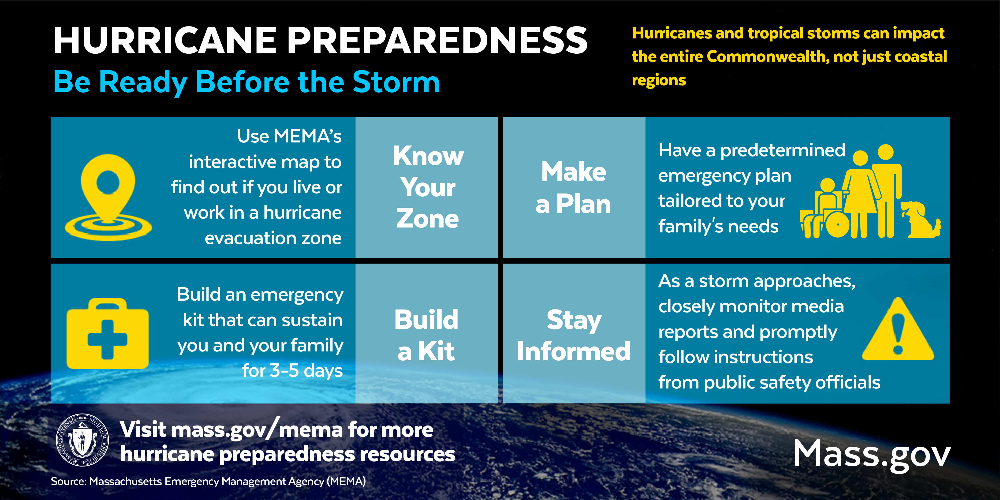 HURRICANE PREPAREDNESS
Be Ready Before the Storm
Hurricanes and tropical storms can impact
the entire Commonwealth, not just coastal
regions
Use MEMA’s
interactive map to
find out if you live or
work in a hurricane
evacuation zone
Know
Your
Zone
Make
a Plan
Have a predetermined
emergency plan
tailored to your
family's needs
Build an emergency
kit that can sustain
you and your family
for 3-5 days
Build
a Kit
Stay
Informed
As a storm approaches,
closely monitor media
reports and promptly
follow instructions
from public safety officials
SIGILLUM REIPUBLICÆ MASSACHUSETTENSIS
Visit mass.gov/mema for more
hurricane preparedness resources
Mass.gov
Source: Massachusetts Emergency Management Agency (MEMA)